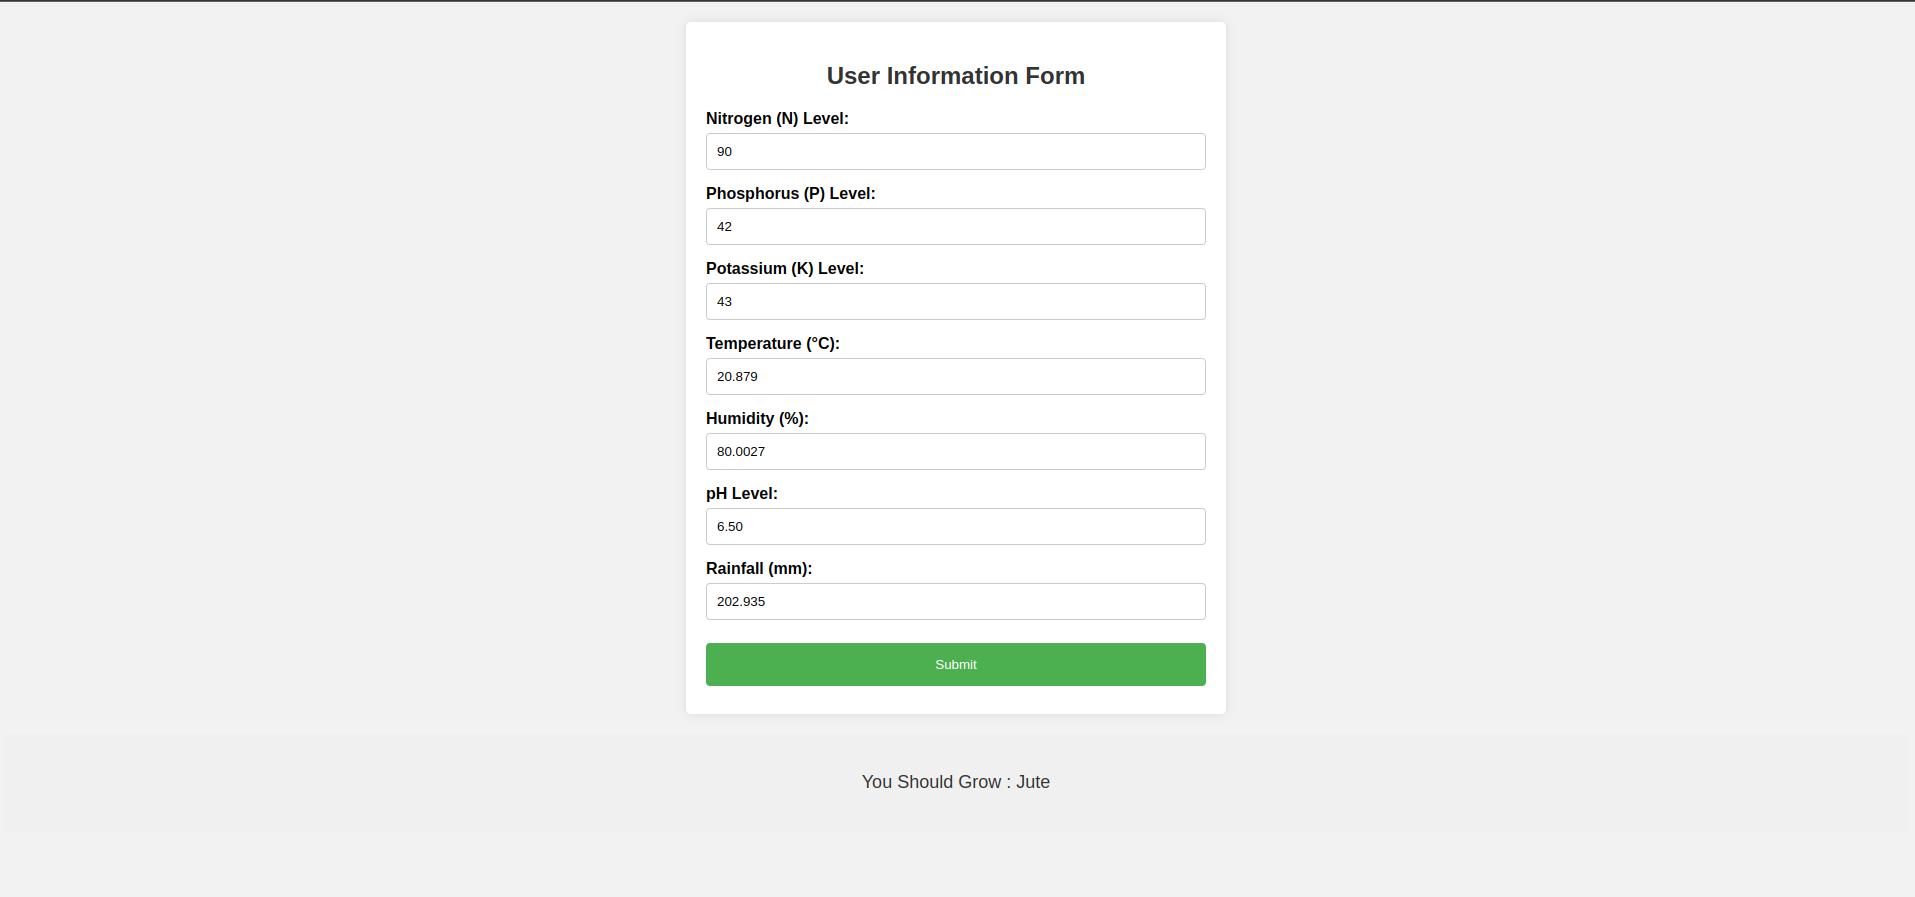 User Information Form
Nitrogen (N) Level:
90
Phosphorus (P) Level:
42
Potassium (K) Level:
43
Temperature (°C):
20.879
Humidity (%):
80.0027
pH Level:
6.50
Rainfall (mm):
202.935
Submit
You Should Grow : Jute